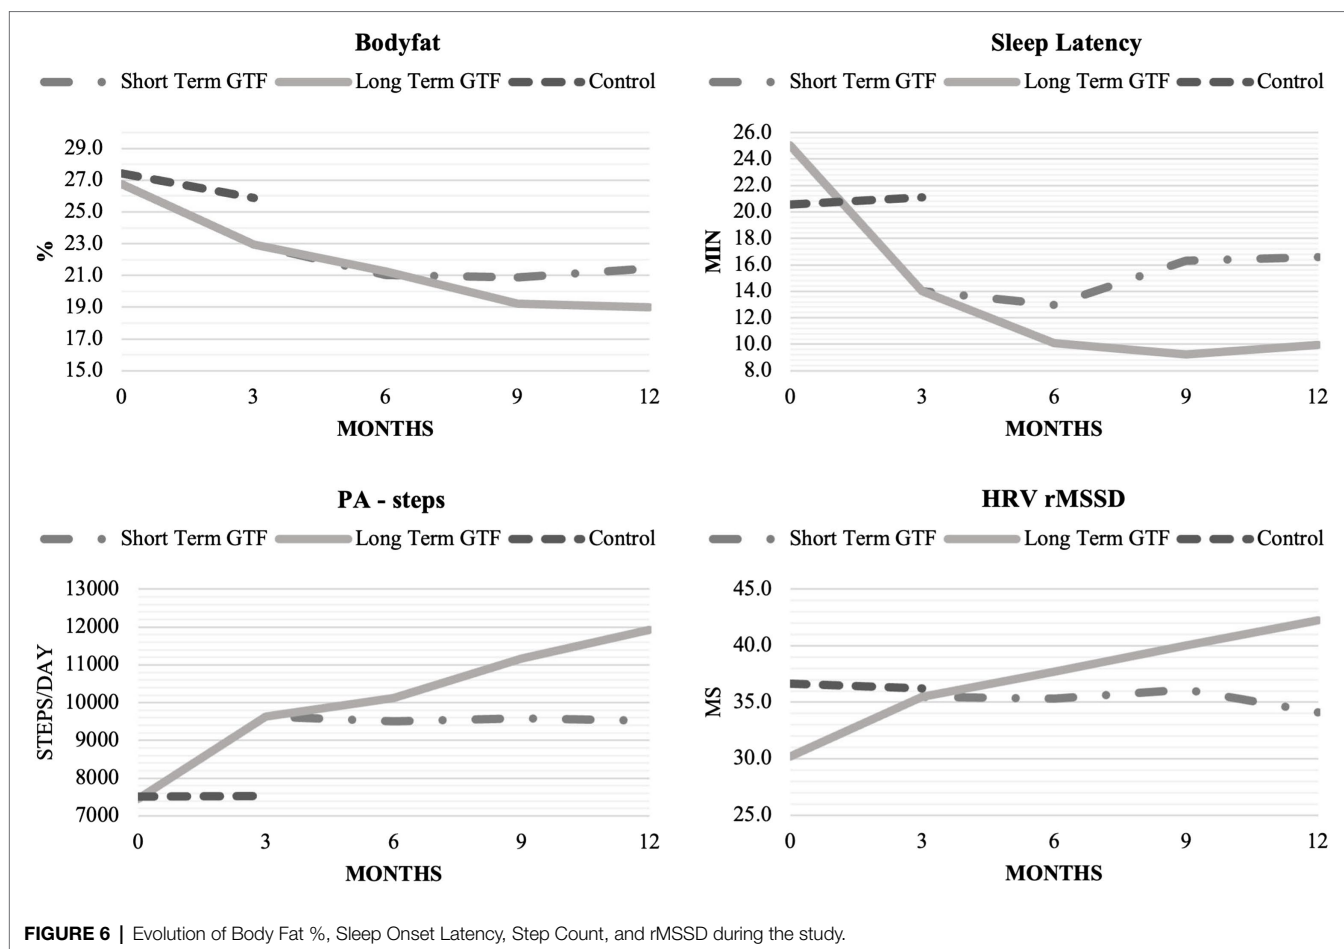 Bodyfat
Short Term GTF Long Term GTF Control
29.0
27.0
25.0
23.0
21.0
19.0
17.0
15.0
%
0 3 6 9 12
MONTHS
Sleep Latency
Short Term GTF Long Term GTF Control
26.0
24.0
22.0
20.0
18.0
16.0
14.0
12.0
10.0
8.0
MIN
0 3 6 9 12
MONTHS
PA - steps
Short Term GTF Long Term GTF Control
13000
12000
11000
10000
9000
8000
7000
STEPS/DAY
0 3 6 9 12
MONTHS
HRV rMSSD
Short Term GTF Long Term GTF Control
45.0
40.0
35.0
30.0
25.0
MS
0 3 6 9 12
MONTHS
FIGURE 6 | Evolution of Body Fat %, Sleep Onset Latency, Step Count, and rMSSD during the study.